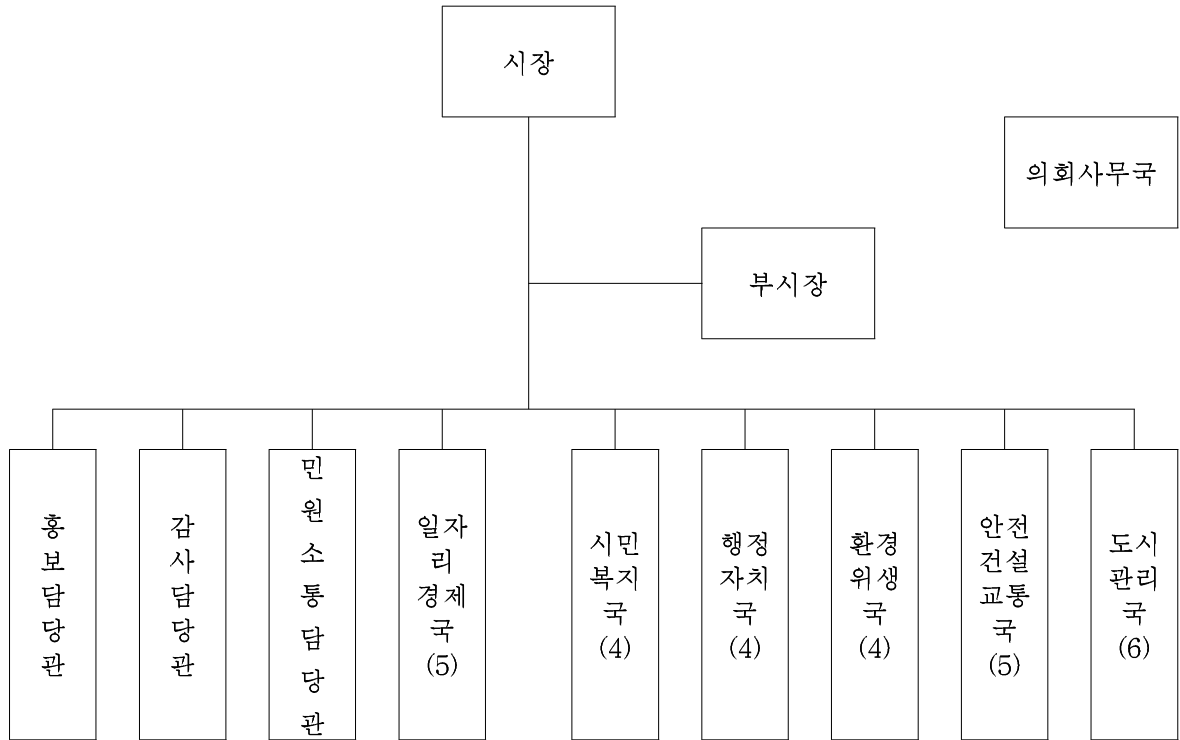 시장
의회사무국
부시장
홍
보
담
당
관
감
사
담
당
관
민
원
소
통
담
당
관
일자
리
경제
국
(5)
시민
복지
국
(4)
행정
자치
국
(4)
환경
위생
국
(4)
안전
건설
교통
국
(5)
도시
관리
국
(6)